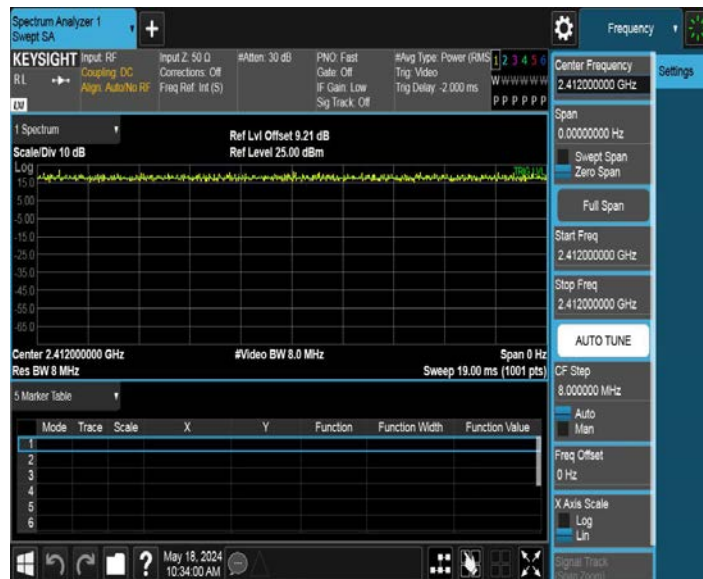 Spectrum Analyzer 1
Swept SA
+
Frequency
KEYSIGHT
RL
LXI
Input: RF
Coupling: DC
Align: Auto/No RF
Input Z: 50 Ω
Corrections: Off
Freq Ref: Int (S)
#Atten: 30 dB
PNO: Fast
Gate: Off
IF Gain: Low
Sig Track: Off
#Avg Type: Power (RMS
Trig: Video
Trig Delay: -2.000 ms
1 2 3 4 5 6
W W W W W W
P P P P P P
Center Frequency
2.412000000 GHz
Settings
Span
0.00000000 Hz
Swept Span
Zero Span
Full Span
Start Freq
2.412000000 GHz
Stop Freq
2.412000000 GHz
AUTO TUNE
CF Step
8.000000 MHz
Auto
Man
Freq Offset
0 Hz
X Axis Scale
Log
Lin
Signal Track
(Span Zoom)
1 Spectrum
Scale/Div 10 dB
Ref Lvl Offset 9.21 dB
Ref Level 25.00 dBm
Log
TRIG LVL
15.0
5.00
-5.00
-15.0
-25.0
-35.0
-45.0
-55.0
-65.0
Center 2.412000000 GHz
#Video BW 8.0 MHz
Span 0 Hz
Res BW 8 MHz
Sweep 19.00 ms (1001 pts)
5 Marker Table
Mode Trace Scale X Y Function Function Width Function Value
1
2
3
4
5
6
?
May 18, 2024
10:34:00 AM